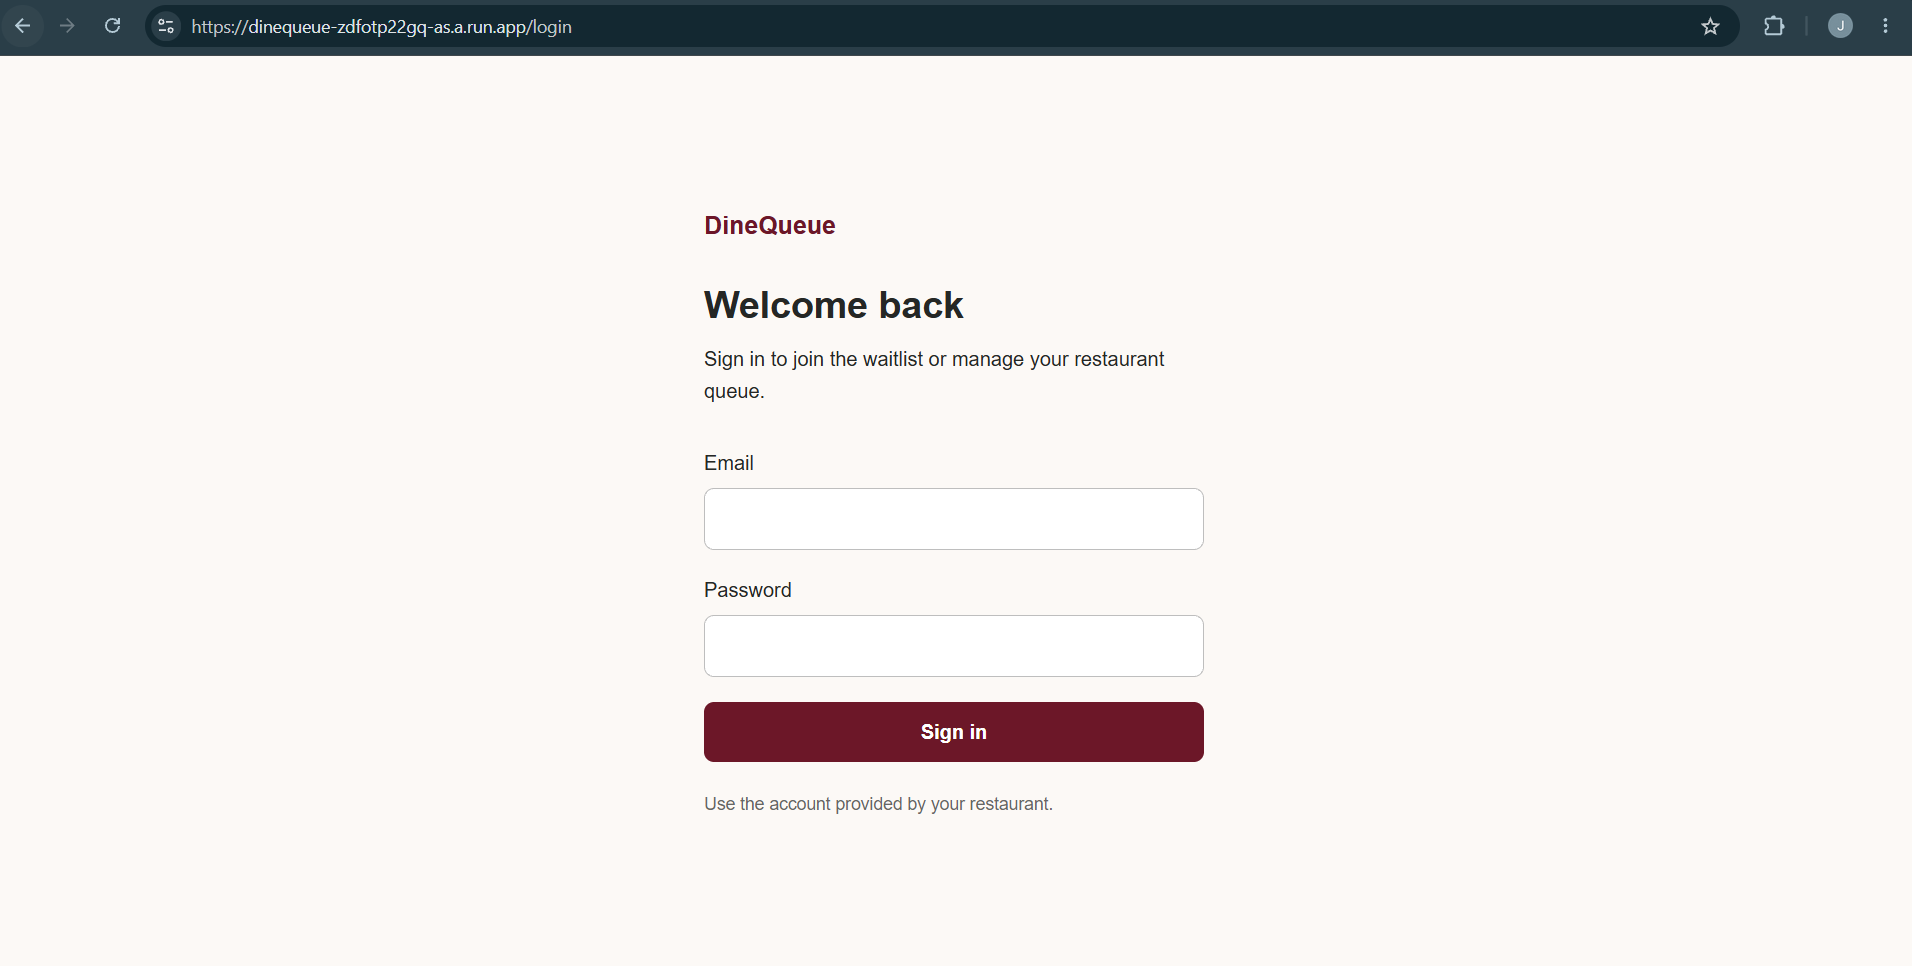 https://dinequeue-zdfotp22gq-as.a.run.app/login
J
DineQueue
Welcome back
Sign in to join the waitlist or manage your restaurant
queue.
Email
Password
Sign in
Use the account provided by your restaurant.